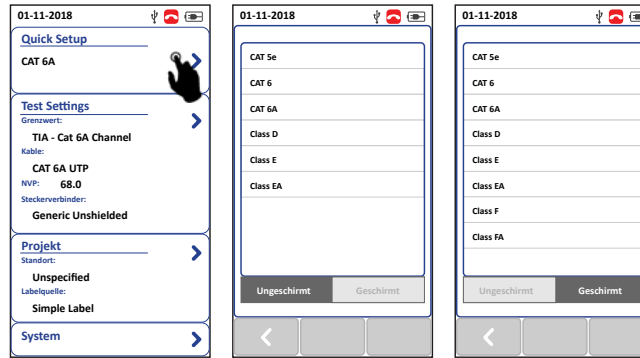 01-11-2018
Quick Setup
CAT 6A
Test Settings
Grenzwert:
TIA - Cat 6A Channel
Kable:
CAT 6A UTP
NVP: 68.0
Steckerverbinder:
Generic Unshielded
Projekt
Standort:
Unspecified
Labelquelle:
Simple Label
System
01-11-2018
CAT 5e
CAT 6
CAT 6A
Class D
Class E
Class EA
Ungeschirmt Geschirmt
01-11-2018
CAT 5e
CAT 6
CAT 6A
Class D
Class E
Class EA
Class F
Class FA
Ungeschirmt Geschirmt